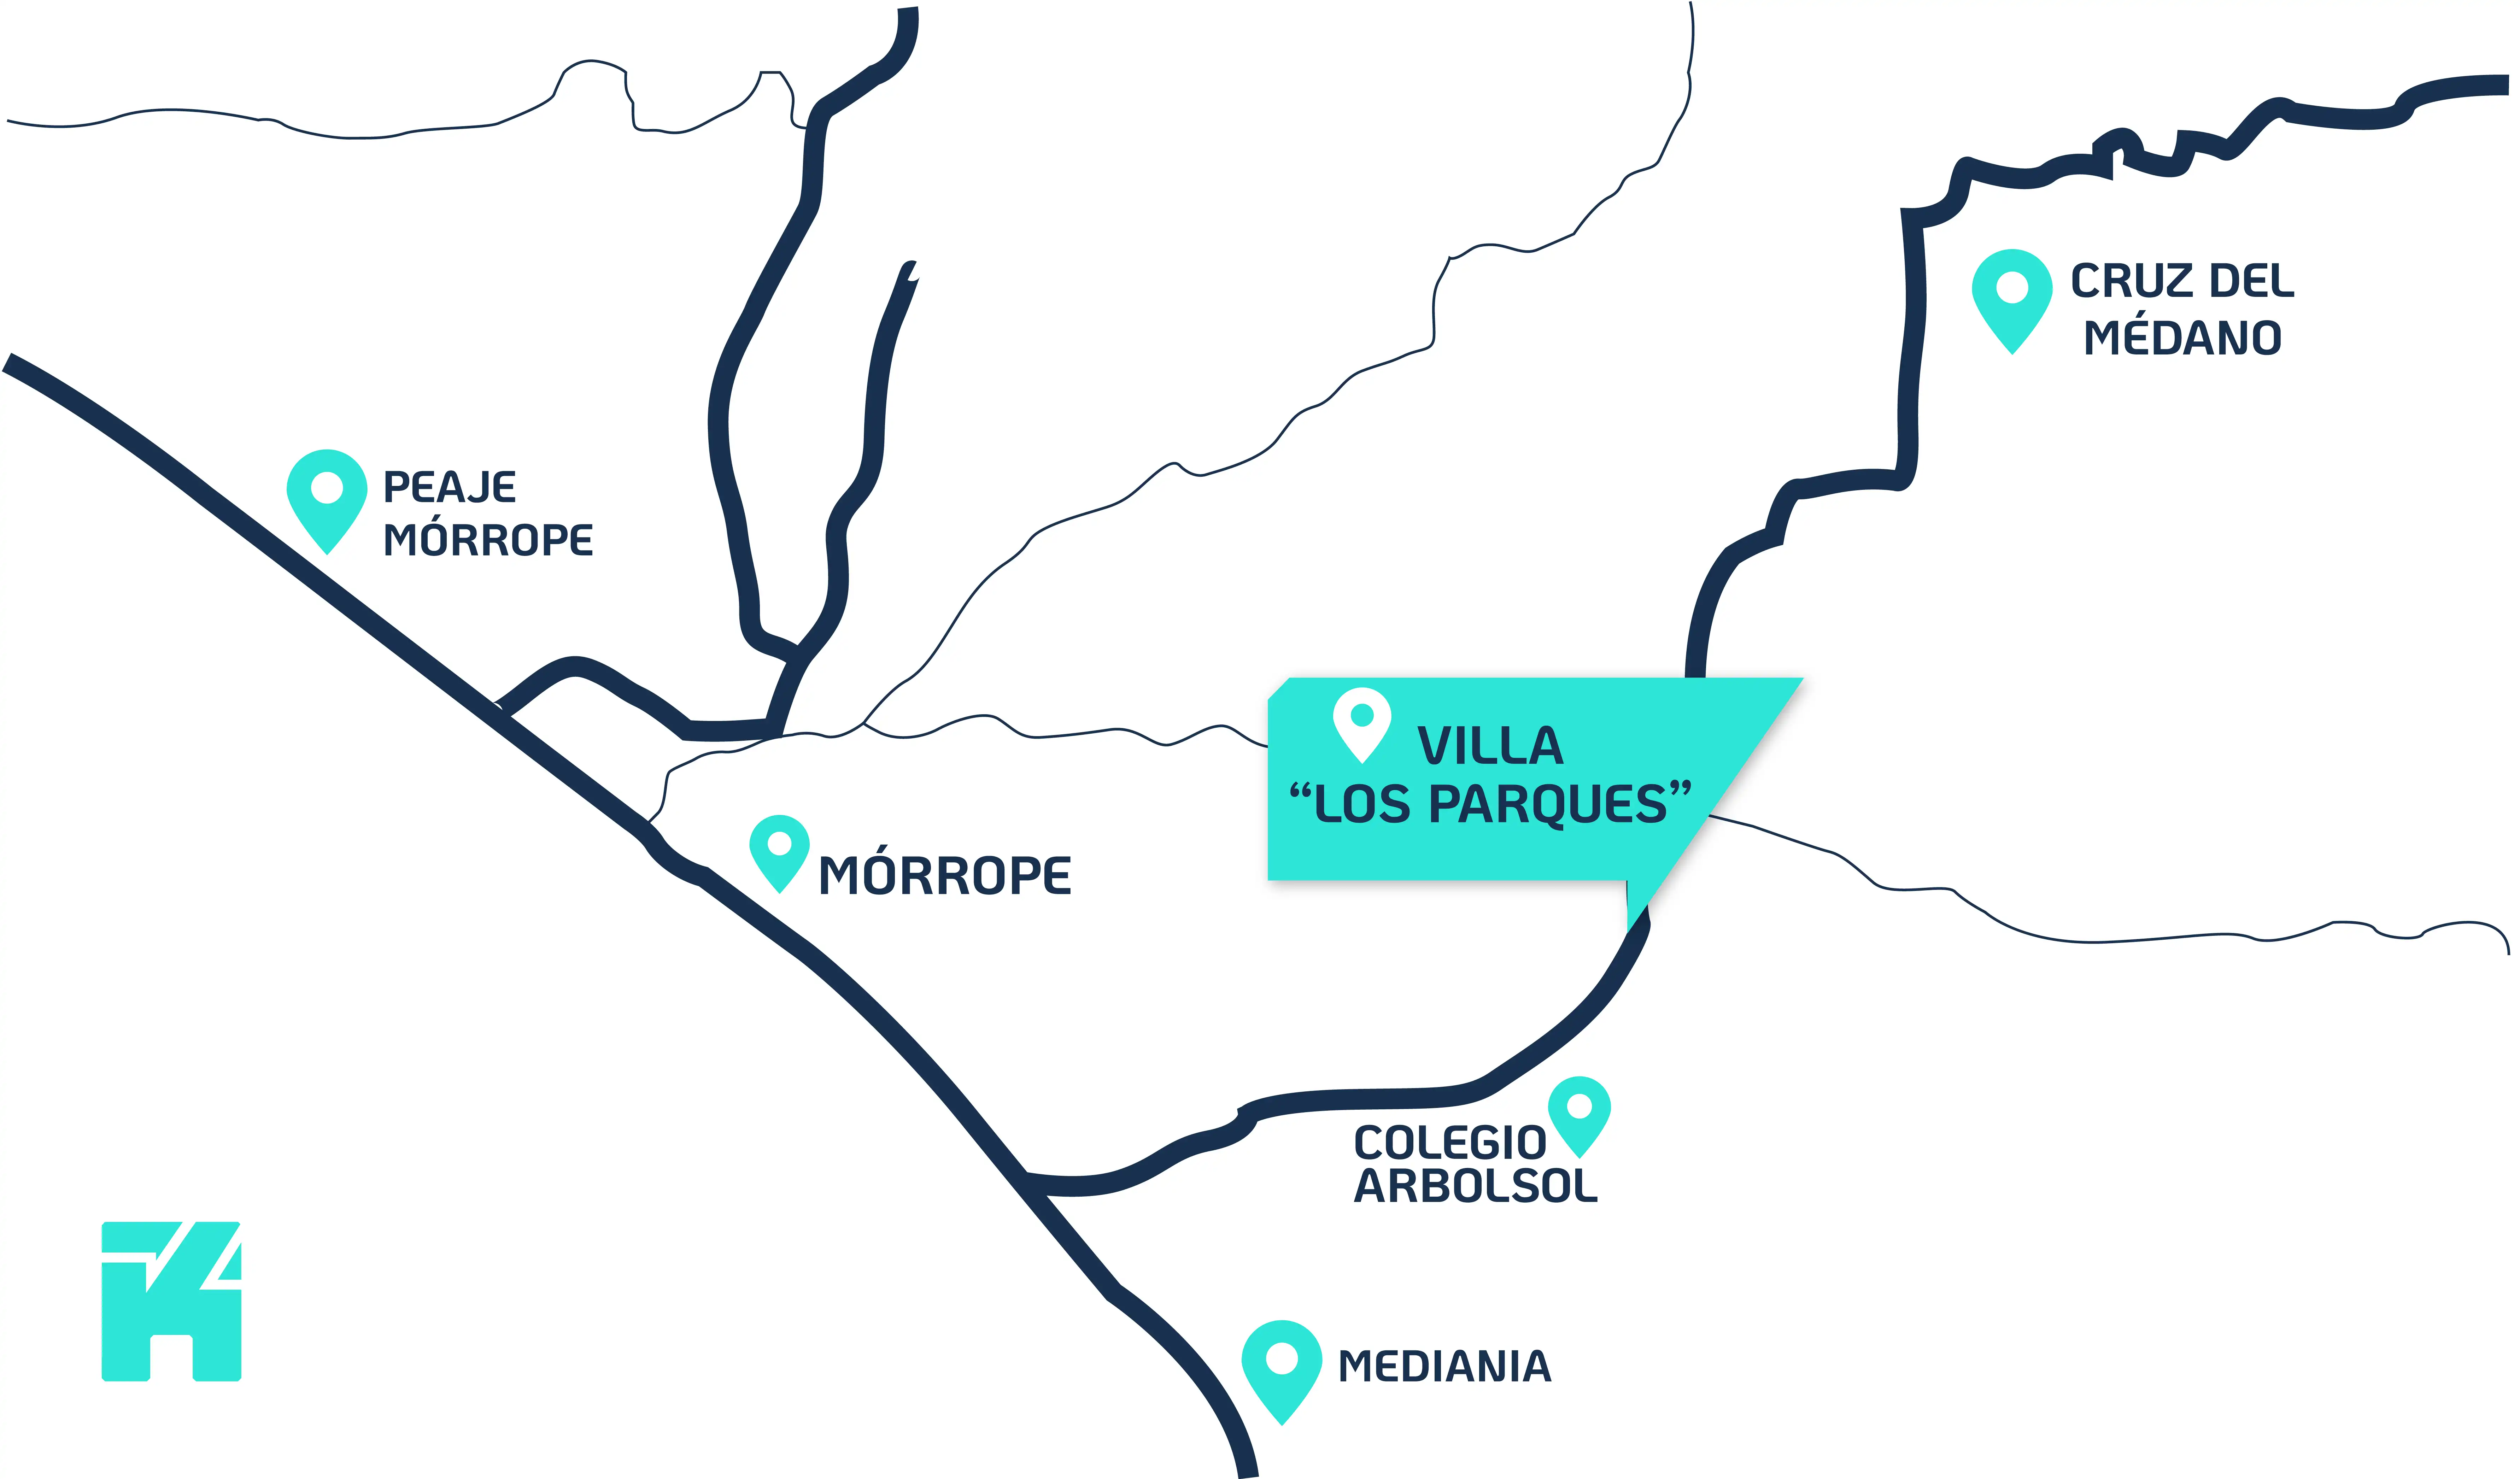 CRUZ DEL
MÉDANO
PEAJE
MÓRROPE
VILLA
“LOS PARQUES”
MÓRROPE
COLEGIO
ARBOLSOL
MEDIANIA